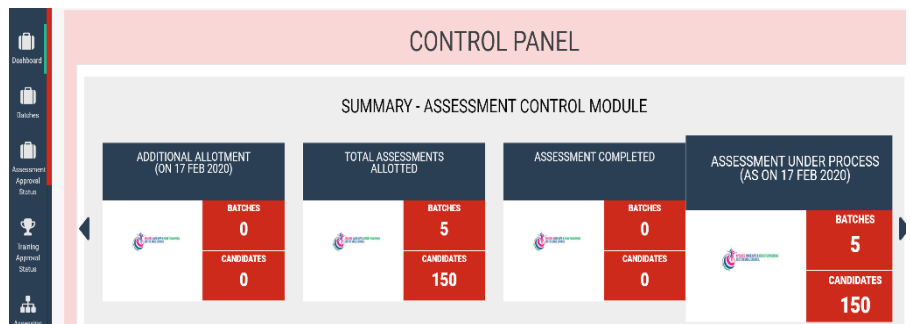 CONTROL PANEL
Dashboard
Batches
Assessment
Approval
Status
Training
Approval
Status
SUMMARY - ASSESSMENT CONTROL MODULE
ADDITIONAL ALLOTMENT
(ON 17 FEB 2020)
BATCHES
0
CANDIDATES
0
TOTAL ASSESSMENTS
ALLOTTED
BATCHES
5
CANDIDATES
150
ASSESSMENT COMPLETED
BATCHES
0
CANDIDATES
0
ASSESSMENT UNDER PROCESS
(AS ON 17 FEB 2020)
BATCHES
5
CANDIDATES
150